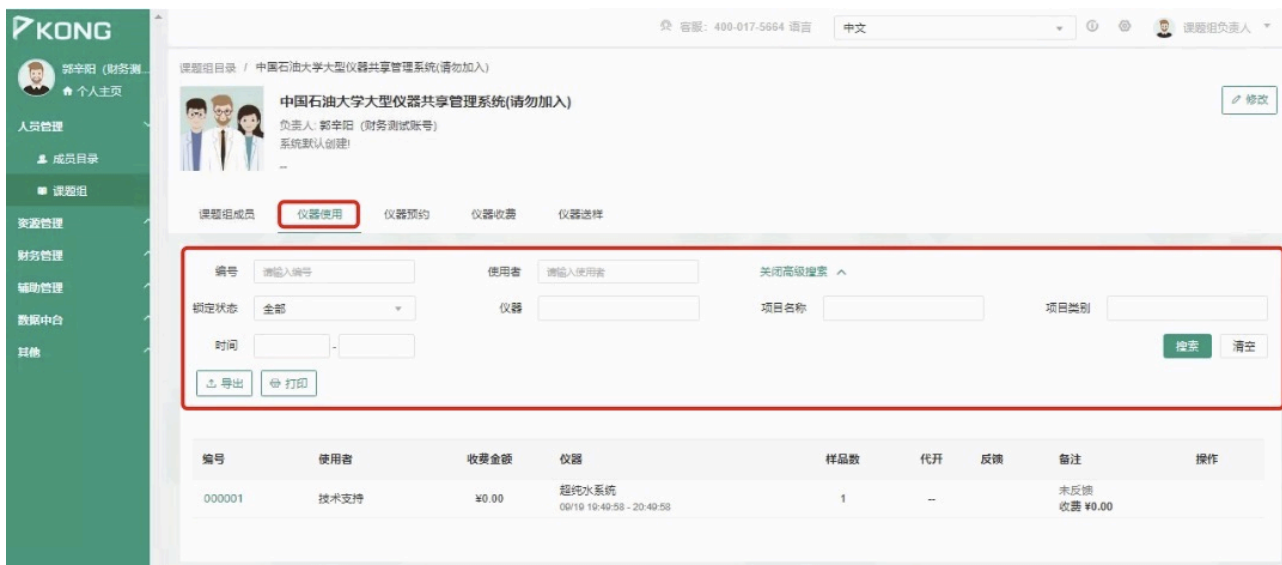 PKONG
客服: 400-017-5664 语言 中文
课题组负责人
郭辛阳 (财务测...
个人主页
人员管理
成员目录
课题组
资源管理
财务管理
辅助管理
数据中台
其他
课题组目录 / 中国石油大学大型仪器共享管理系统(请勿加入)
中国石油大学大型仪器共享管理系统(请勿加入)
负责人: 郭辛阳 (财务测试账号)
系统默认创建!
--
修改
课题组成员 仪器使用 仪器预约 仪器收费 仪器送样
编号 请输入编号 使用者 请输入使用者 关闭高级搜索
锁定状态 全部 仪器 项目名称 项目类别
时间 - 搜索 清空
导出 打印
编号 使用者 收费金额 仪器 样品数 代开 反馈 备注 操作
000001 技术支持 ¥0.00 超纯水系统 1 -- 未反馈
09/19 19:49:58 - 20:49:58 收费 ¥0.00